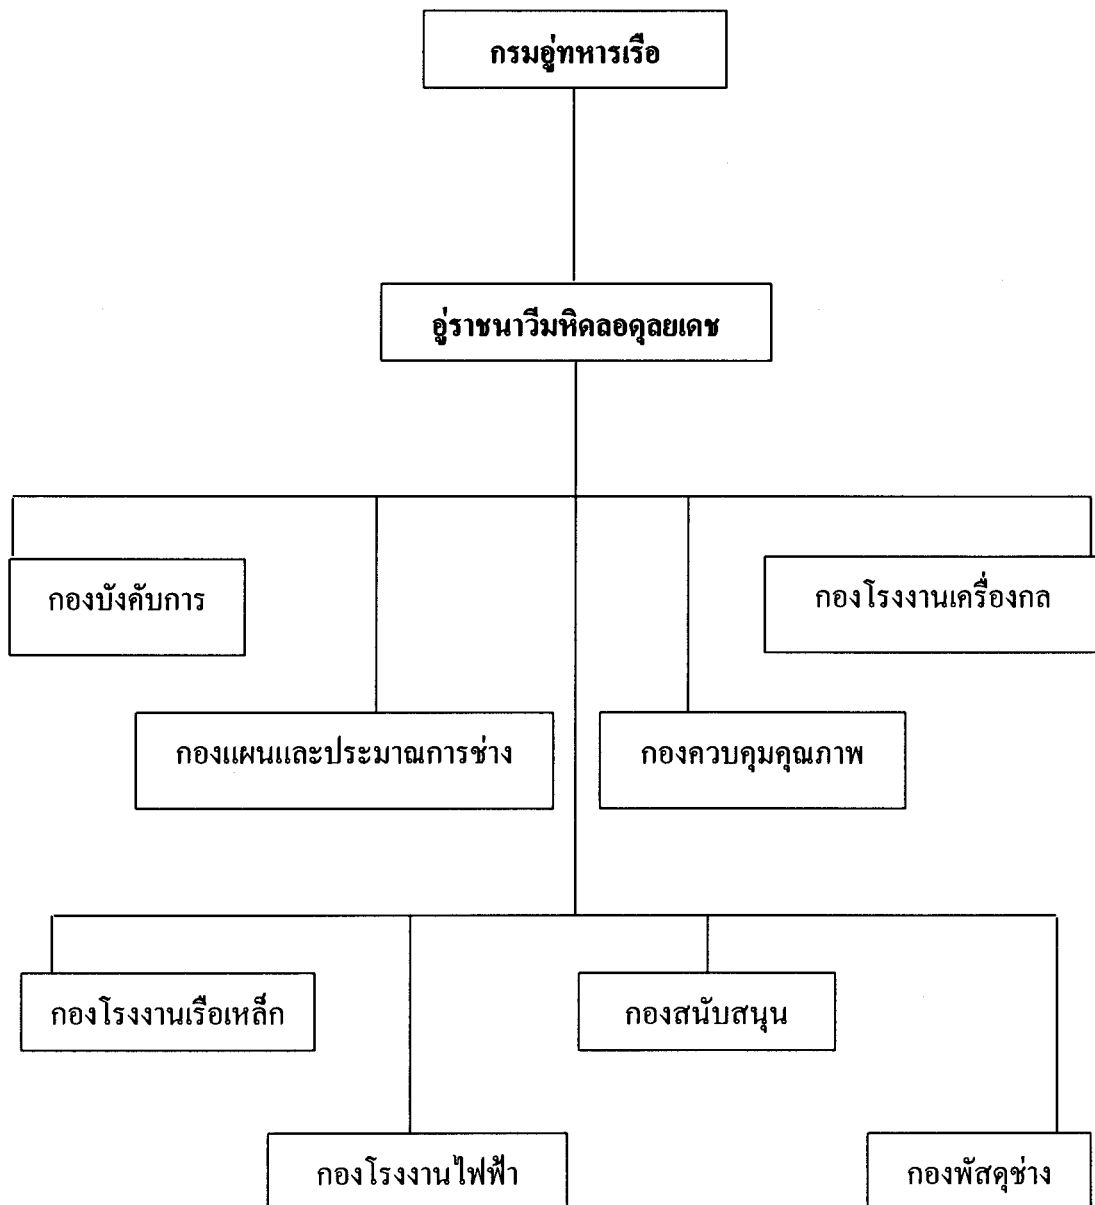 กรมอู่ทหารเรือ
อู่ราชนาวีมหิดลอดุลยเดช
กองบังคับการ
กองโรงงานเครื่องกล
กองแผนและประมาณการช่าง
กองควบคุมคุณภาพ
กองโรงงานเรือเหล็ก
กองสนับสนุน
กองโรงงานไฟฟ้า
กองพัสดุช่าง